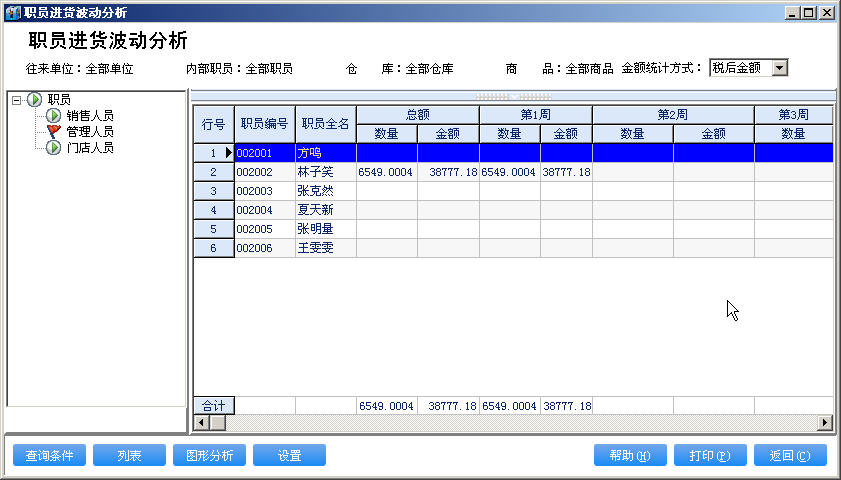 职员进货波动分析
职员进货波动分析
往来单位：全部单位 内部职员：全部职员 仓 库：全部仓库 商 品：全部商品 金额统计方式： 税后金额
职员
销售人员
管理人员
门店人员
行号 职员编号 职员全名 总额 第1周 第2周 第3周
数量 金额 数量 金额 数量 金额 数量
1 002001 方鸣
2 002002 林子笑 6549.0004 38777.18 6549.0004 38777.18
3 002003 张克然
4 002004 夏天新
5 002005 张明量
6 002006 王雯雯
合计 6549.0004 38777.18 6549.0004 38777.18
查询条件 列表 图形分析 设置 帮助(H) 打印(P) 返回(C)